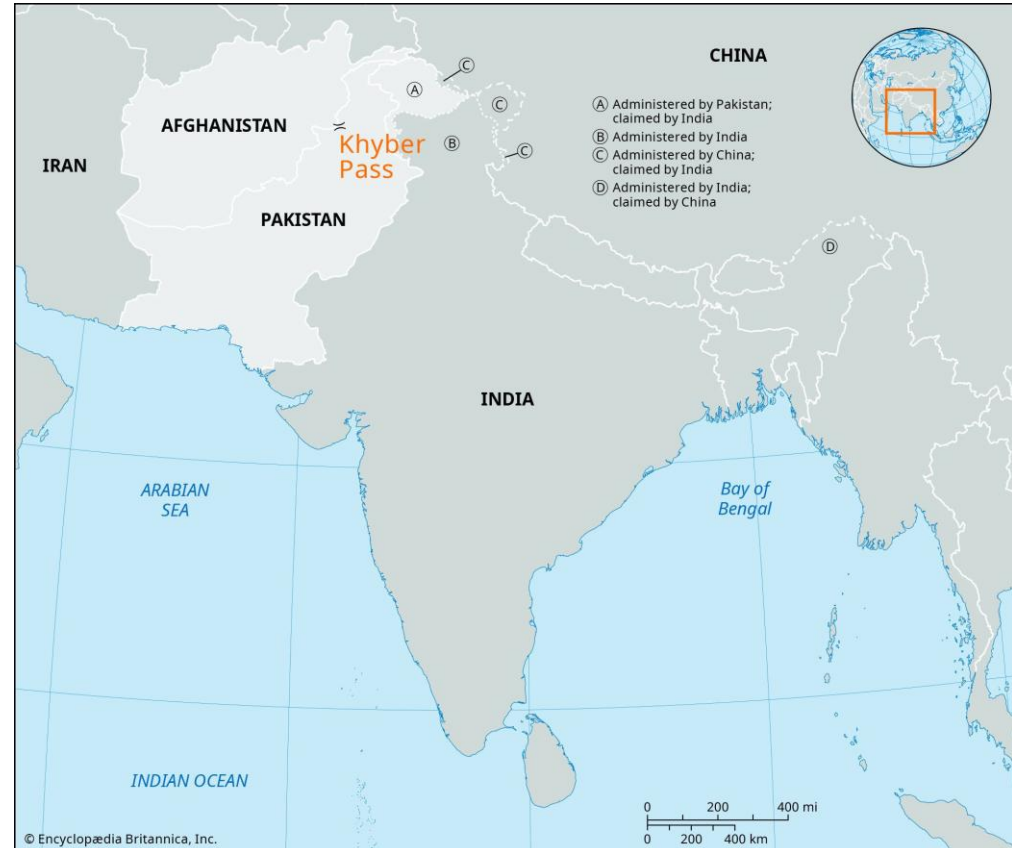 CHINA
Ⓐ Administered by Pakistan;
claimed by India
Ⓑ Administered by India
Ⓒ Administered by China;
claimed by India
Ⓓ Administered by India;
claimed by China
Ⓒ
Ⓐ
Ⓒ
AFGHANISTAN
Khyber
Pass
Ⓑ
Ⓒ
IRAN
PAKISTAN
Ⓓ
INDIA
ARABIAN
SEA
Bay of
Bengal
INDIAN OCEAN
0 200 400 mi
0 200 400 km
© Encyclopædia Britannica, Inc.